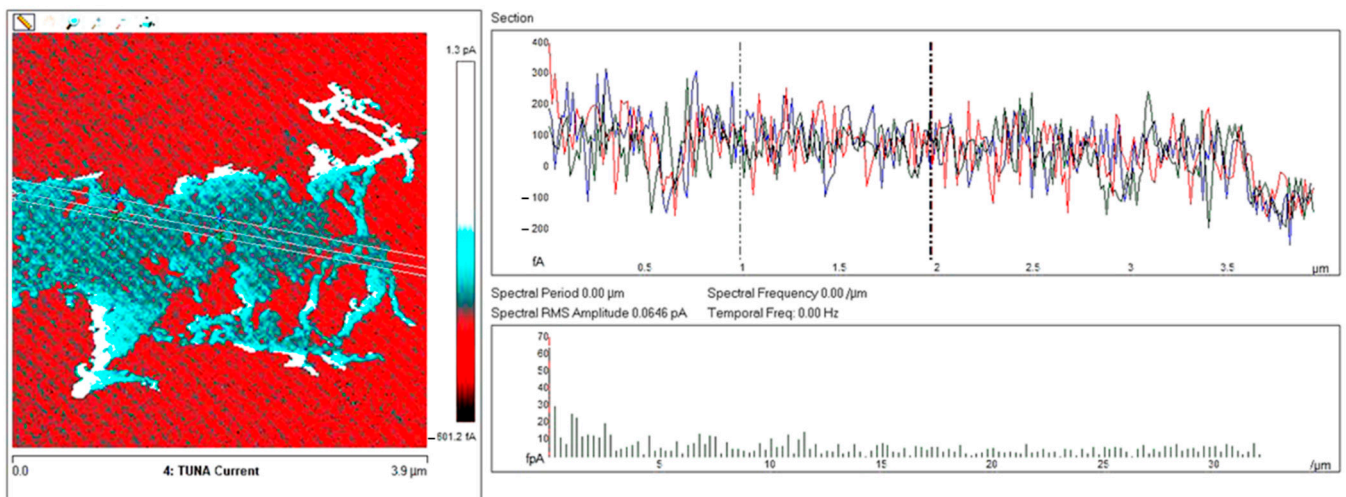 1.3 pA
−601.2 fA
0.0 4: TUNA Current 3.9 µm
Section
400
300
200
100
0
−100
−200
fA 0.5 1 1.5 2 2.5 3 3.5 µm
Spectral Period 0.00 µm Spectral Frequency 0.00 /µm
Spectral RMS Amplitude 0.0646 pA Temporal Freq: 0.00 Hz
70
60
50
40
30
20
10
fpA 5 10 15 20 25 30 /µm